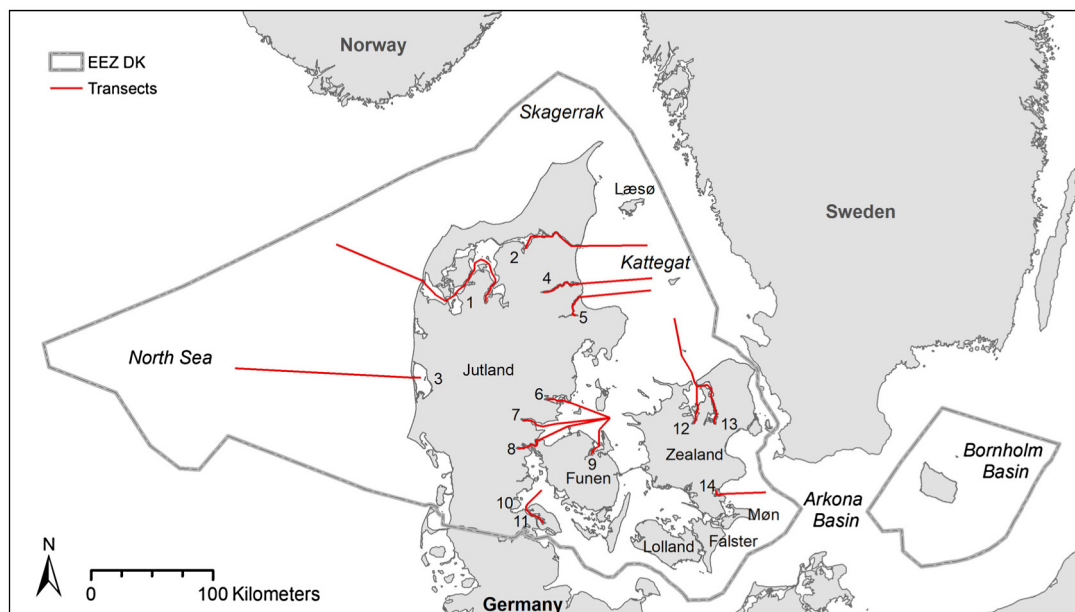 Norway
EEZ DK
Transects
Skagerrak
Læsø
Sweden
2
Kattegat
4
1
5
North Sea
Jutland
3
6
7
12
13
8
Zealand
9
Funen
Bornholm
Basin
14
10
Arkona
Basin
Møn
11
Falster
Lolland
N
0
100 Kilometers
Germany